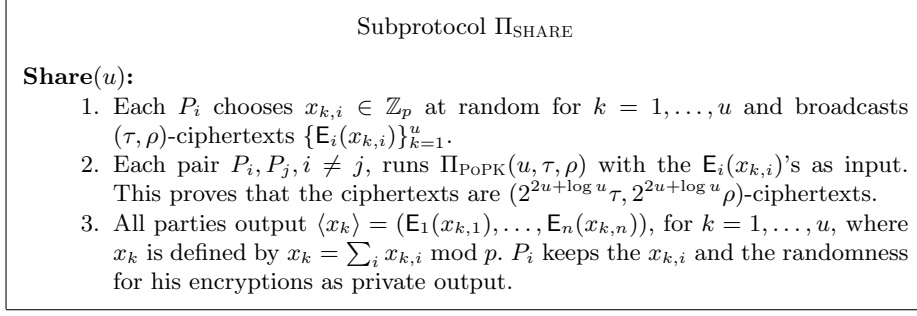 Subprotocol Π_SHARE
Share(u):
1. Each P_i chooses x_{k,i} ∈ ℤ_p at random for k = 1, . . . , u and broadcasts
(τ, ρ)-ciphertexts {E_i(x_{k,i})}_{k=1}^u.
2. Each pair P_i, P_j, i ≠ j, runs Π_PoPK(u, τ, ρ) with the E_i(x_{k,i})'s as input.
This proves that the ciphertexts are (2^{2u+log u}τ, 2^{2u+log u}ρ)-ciphertexts.
3. All parties output ⟨x_k⟩ = (E_1(x_{k,1}), . . . , E_n(x_{k,n})), for k = 1, . . . , u, where
x_k is defined by x_k = ∑_i x_{k,i} mod p. P_i keeps the x_{k,i} and the randomness
for his encryptions as private output.